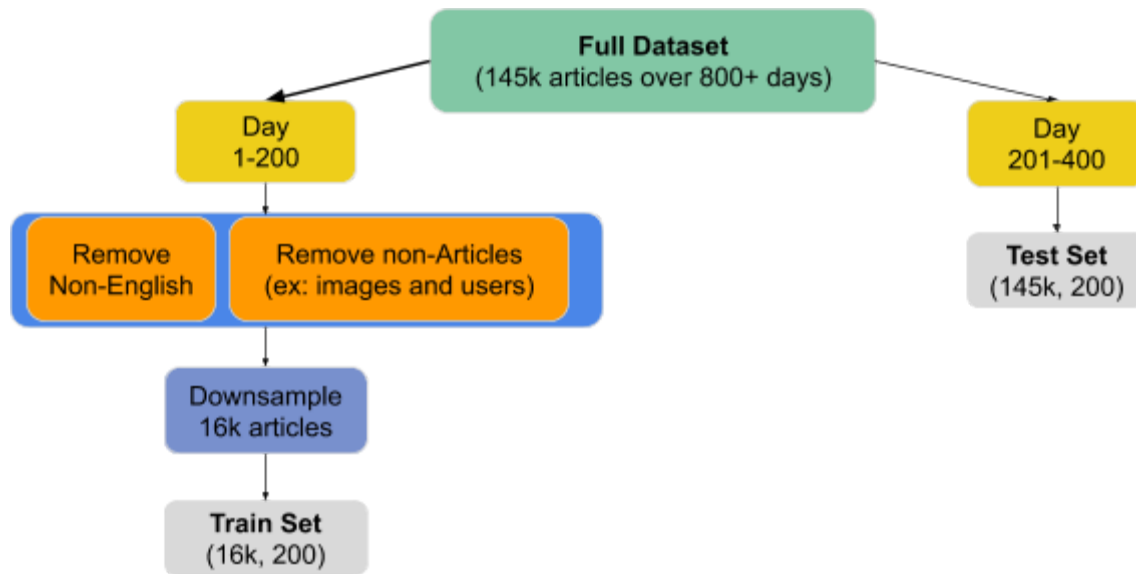 Full Dataset
(145k articles over 800+ days)
Day
1-200
Day
201-400
Remove
Non-English
Remove non-Articles
(ex: images and users)
Test Set
(145k, 200)
Downsample
16k articles
Train Set
(16k, 200)